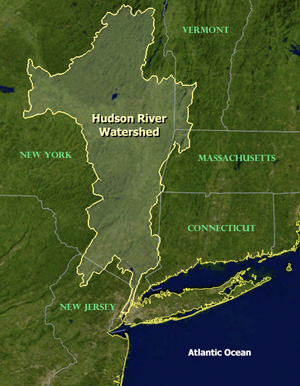 VERMONT
Hudson River
Watershed
NEW YORK
MASSACHUSETTS
CONNECTICUT
NEW JERSEY
Atlantic Ocean